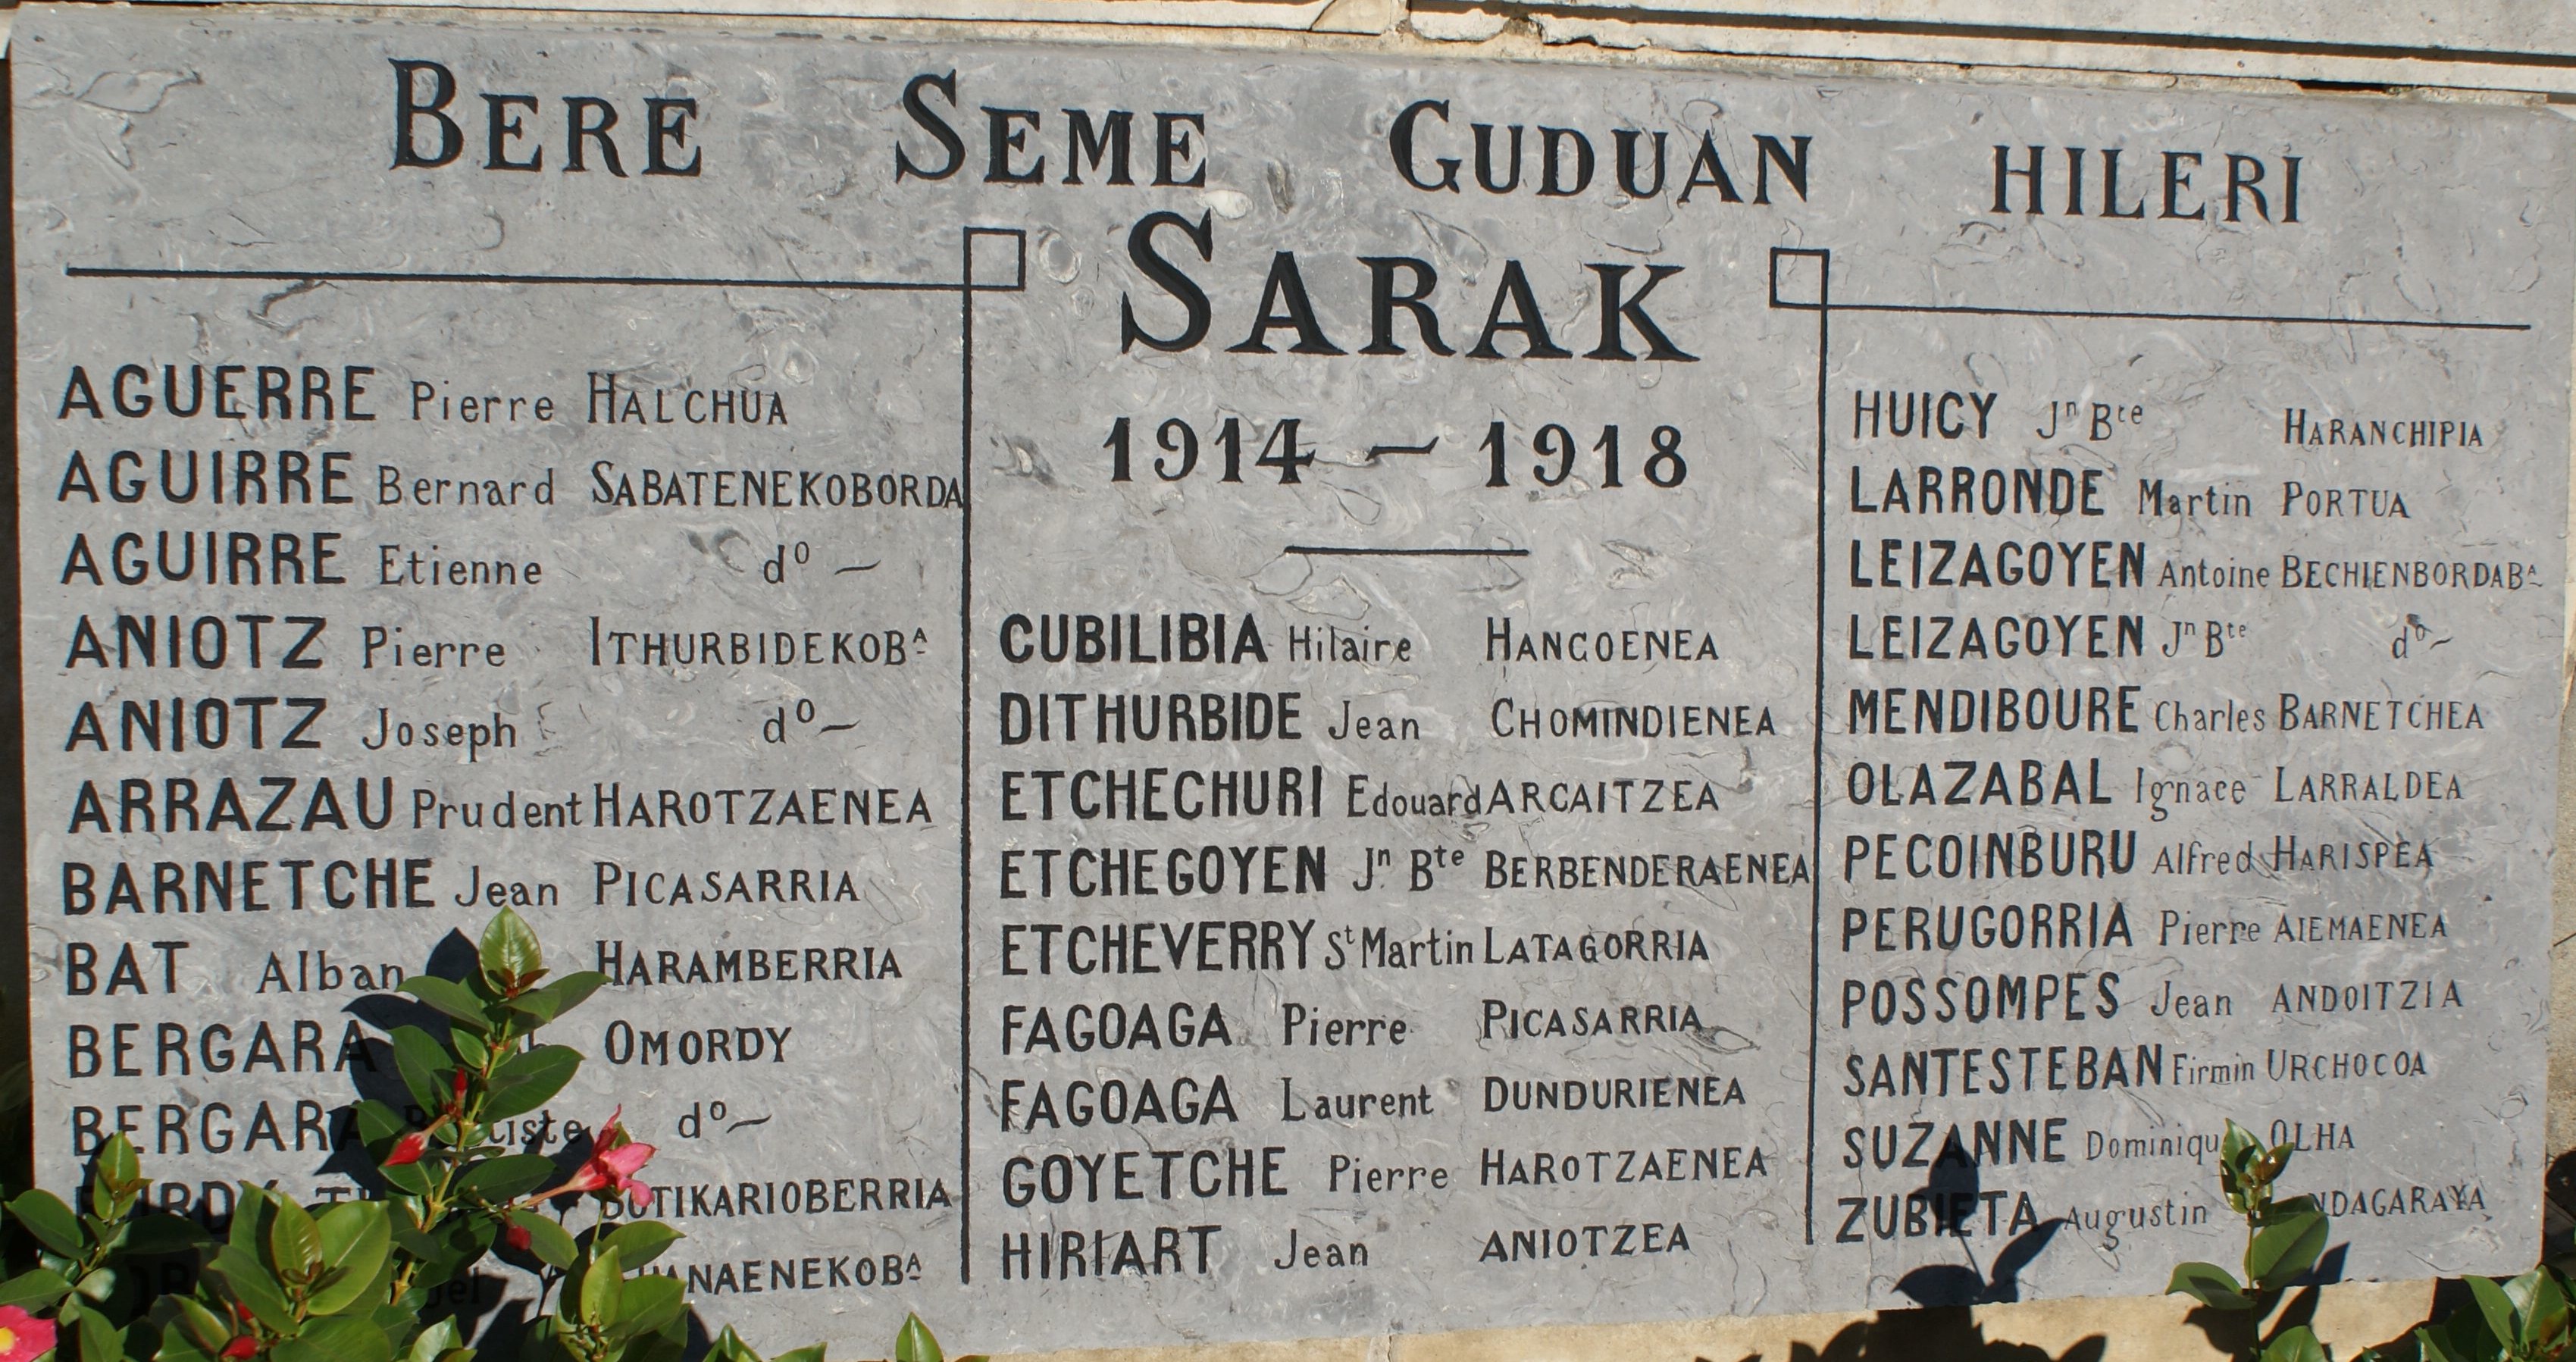 BERE SEME GUDUAN HILERI
SARAK
1914 - 1918
AGUERRE Pierre HALCHUA
AGUIRRE Bernard SABATENEKOBORDA
AGUIRRE Etienne dº -
ANIOTZ Pierre ITHURBIDEKOBᴬ
ANIOTZ Joseph dº -
ARRAZAU Prudent HAROTZAENEA
BARNETCHE Jean PICASARRIA
BAT Alban HARAMBERRIA
BERGARA OMORDY
BERGARA dº -
BUTIKARIOBERRIA
CUBILIBIA Hilaire HANGOENEA
DITHURBIDE Jean CHOMINDIENEA
ETCHECHURI Edouard ARGAITZEA
ETCHEGOYEN Jⁿ Bᵗᵉ BERBENDERAENEA
ETCHEVERRY Sᵗ Martin LATAGORRIA
FAGOAGA Pierre PICASARRIA
FAGOAGA Laurent DUNDURIENEA
GOYETCHE Pierre HAROTZAENEA
HIRIART Jean ANIOTZEA
HUICY Jⁿ Bᵗᵉ HARANCHIPIA
LARRONDE Martin PORTUA
LEIZAGOYEN Antoine BECHIENBORDABᴬ
LEIZAGOYEN Jⁿ Bᵗᵉ dº -
MENDIBOURE Charles BARNETCHEA
OLAZABAL Ignace LARRALDEA
PECOINBURU Alfred HARISPEA
PERUGORRIA Pierre AIEMAENEA
POSSOMPES Jean ANDOITZIA
SANTESTEBAN Firmin URCHOCOA
SUZANNE OLHA
ZUBIETA Augustin